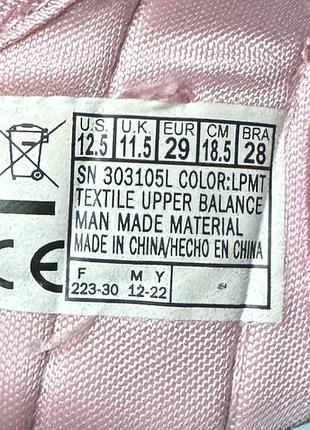 U.S. U.K. EUR CM BRA
12.5 11.5 29 18.5 28
SN 303105L COLOR:LPMT
TEXTILE UPPER BALANCE
MAN MADE MATERIAL
MADE IN CHINA/HECHO EN CHINA
F M Y
223-30 12-22
CE